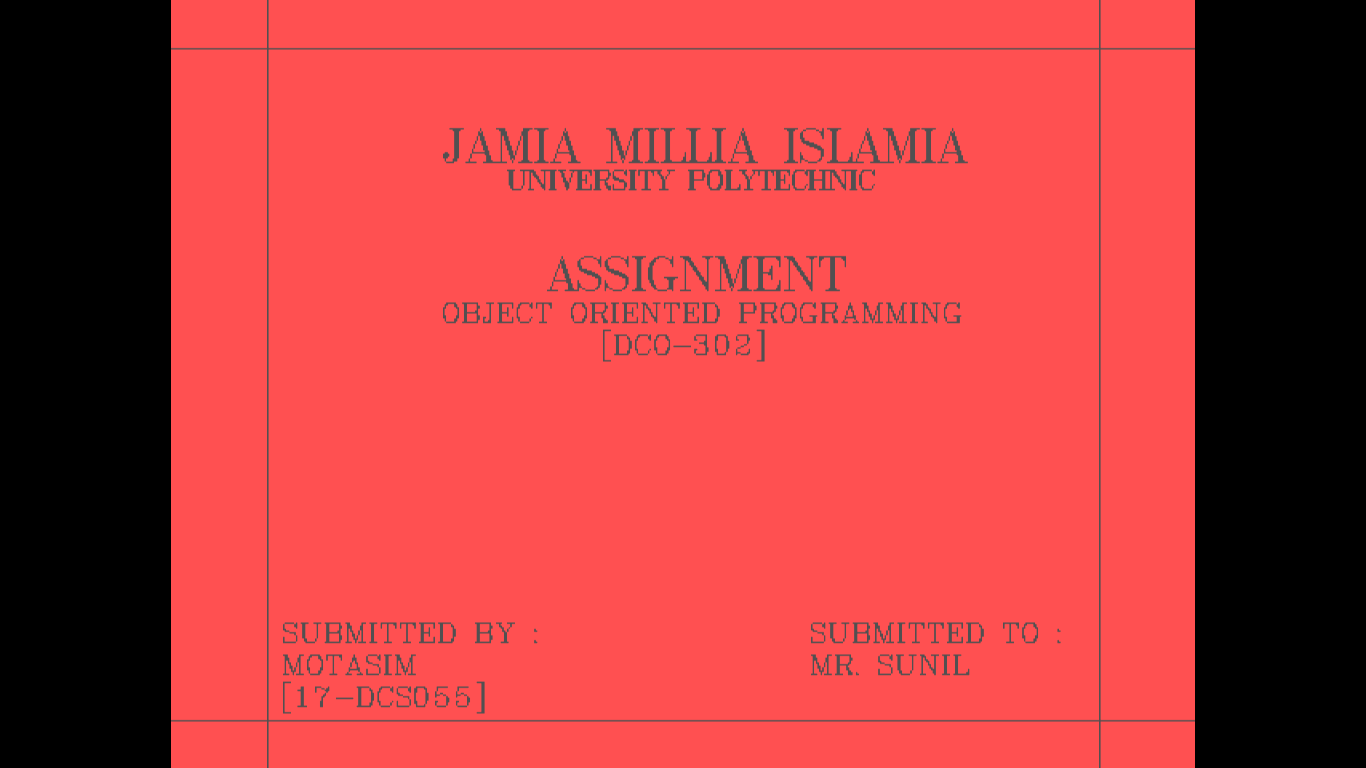 JAMIA MILLIA ISLAMIA
UNIVERSITY POLYTECHNIC
ASSIGNMENT
OBJECT ORIENTED PROGRAMMING
[DCO-302]
SUBMITTED BY :
MOTASIM
[17-DCS055]
SUBMITTED TO :
MR. SUNIL